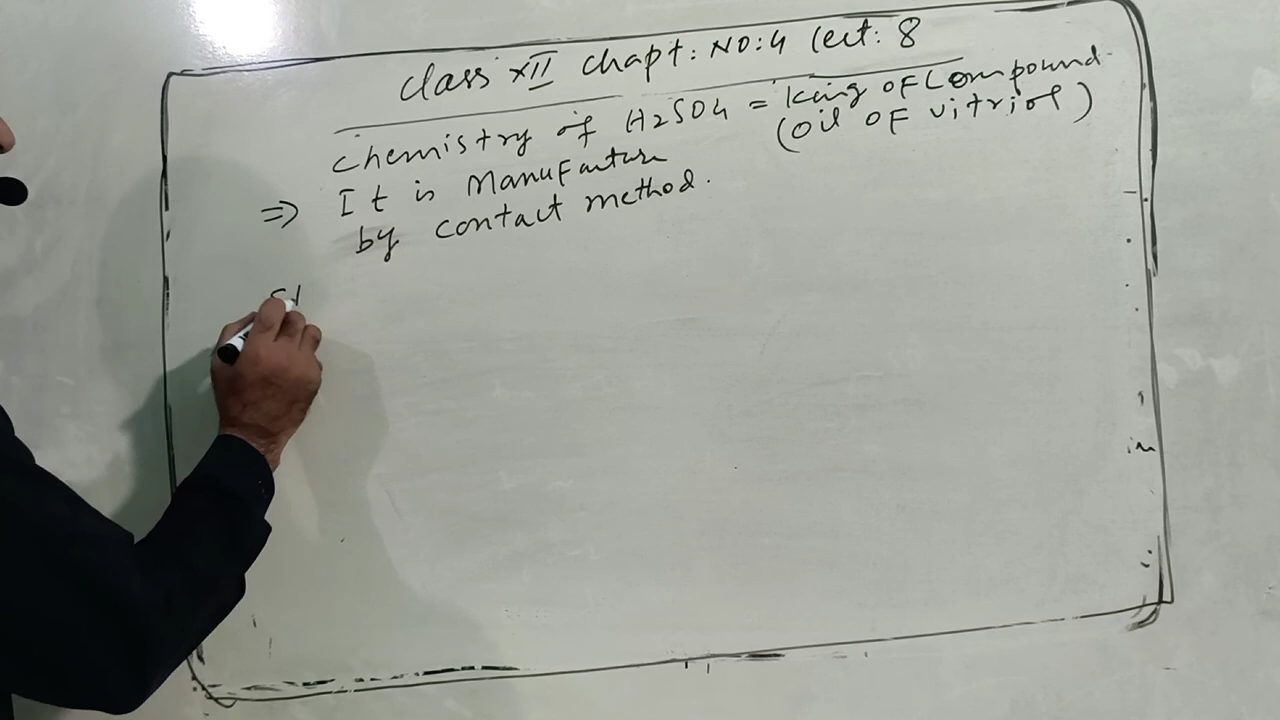 Class XII Chapt: NO:4 lect: 8
Chemistry of H2SO4 = King OF Compound.
(Oil OF vitriol)
⇒ It is Manufacture
by contact method.